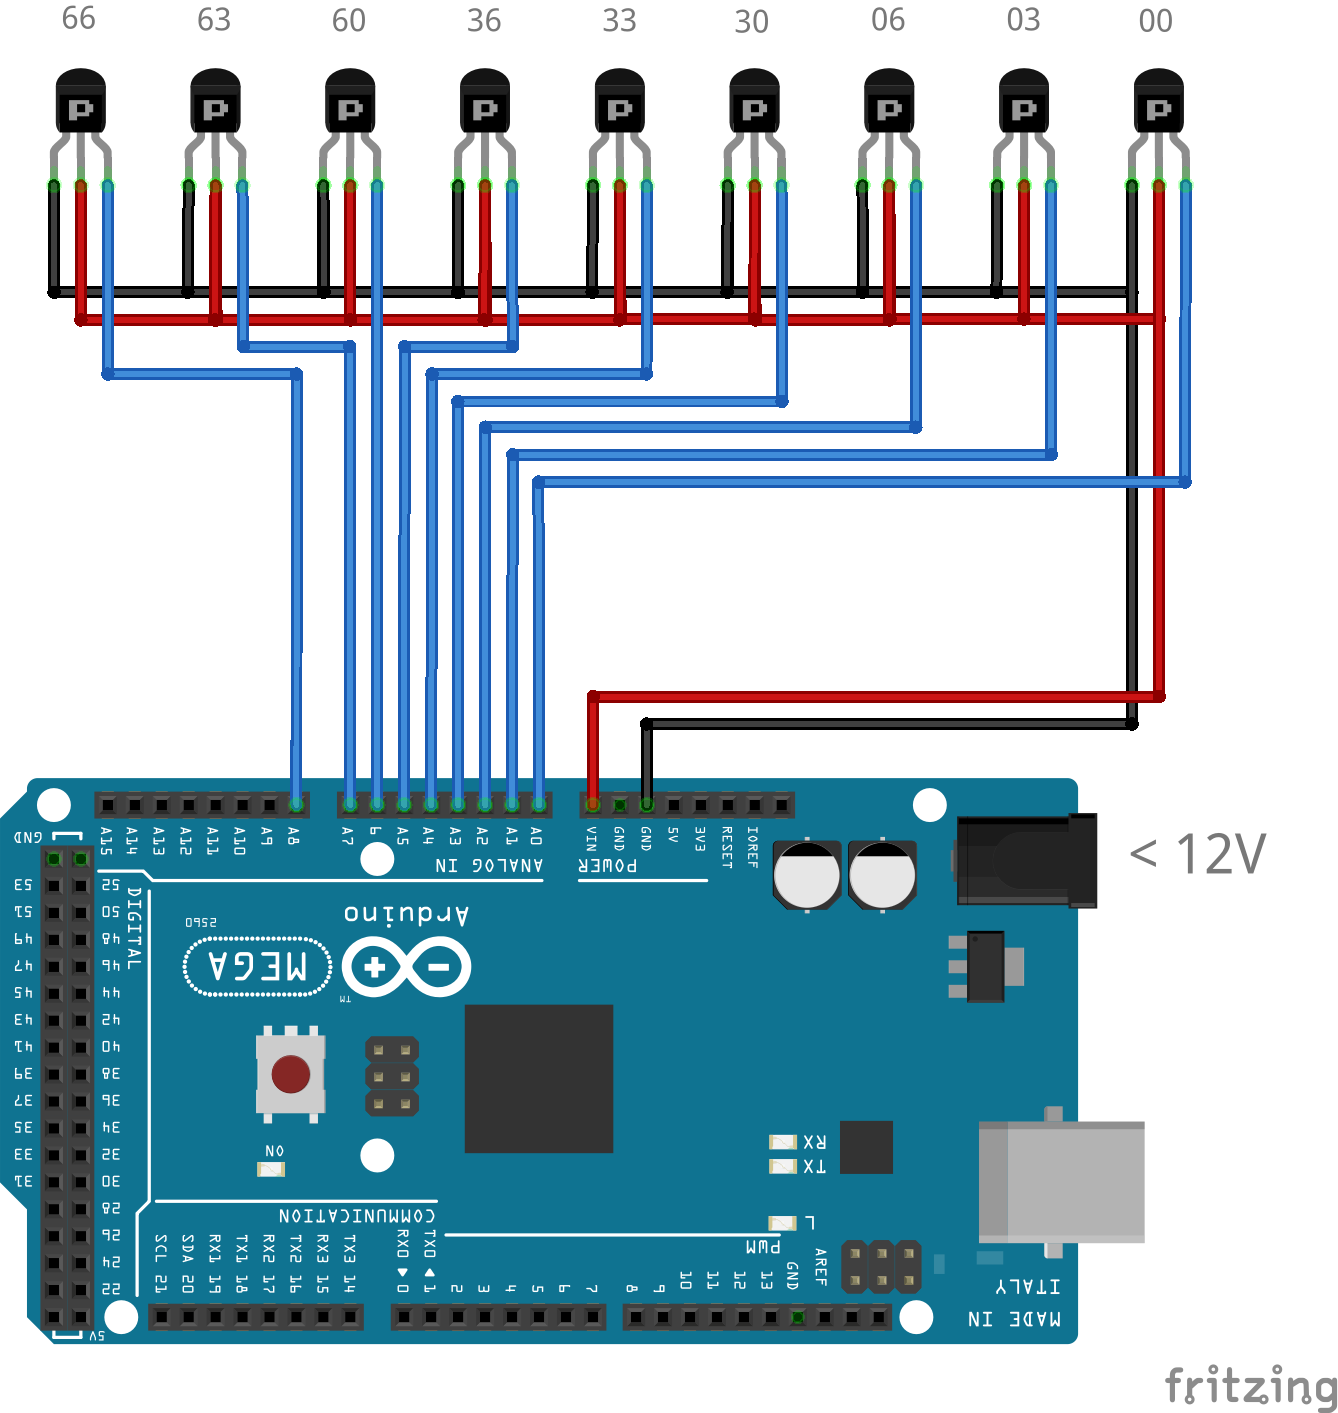 66 63 60 36 33 30 06 03 00
P P P P P P P P P
A15 A14 A13 A12 A11 A10 A9 A8 A7 6 A5 A4 A3 A2 A1 A0 VIN GND GND 5V 3V3 RESET IOREF
GND
ANALOG IN
POWER
< 12V
53 52
51 50
49 48
47 46
45 44
43 42
41 40
39 38
37 36
35 34
33 32
31 30
28
26
24
22
5V
DIGITAL
Arduino
2560
MEGA
TM
ON
RX
TX
L
COMMUNICATION
PWM
SCL 21 SDA 20 RX1 19 TX1 18 RX2 17 TX2 16 RX3 15 TX3 14 RX0 0 TX0 1 2 3 4 5 6 7 8 9 10 11 12 13 GND AREF
MADE IN
ITALY
fritzing